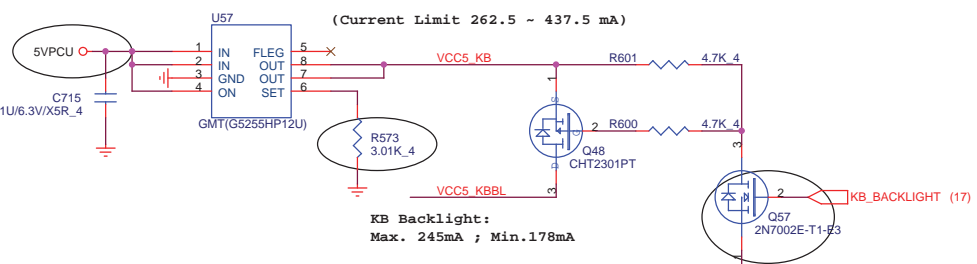 U57
(Current Limit 262.5 ~ 437.5 mA)
5VPCU
1 IN FLEG 5
2 IN OUT 8
3 GND OUT 7
4 ON SET 6
GMT(G5255HP12U)
VCC5_KB
R601 4.7K_4
C715
1U/6.3V/X5R_4
R573
3.01K_4
1
S
G 2
R600 4.7K_4
Q48
CHT2301PT
D
3
VCC5_KBBL
3
2
KB_BACKLIGHT (17)
Q57
2N7002E-T1-E3
1
KB Backlight:
Max. 245mA ; Min.178mA